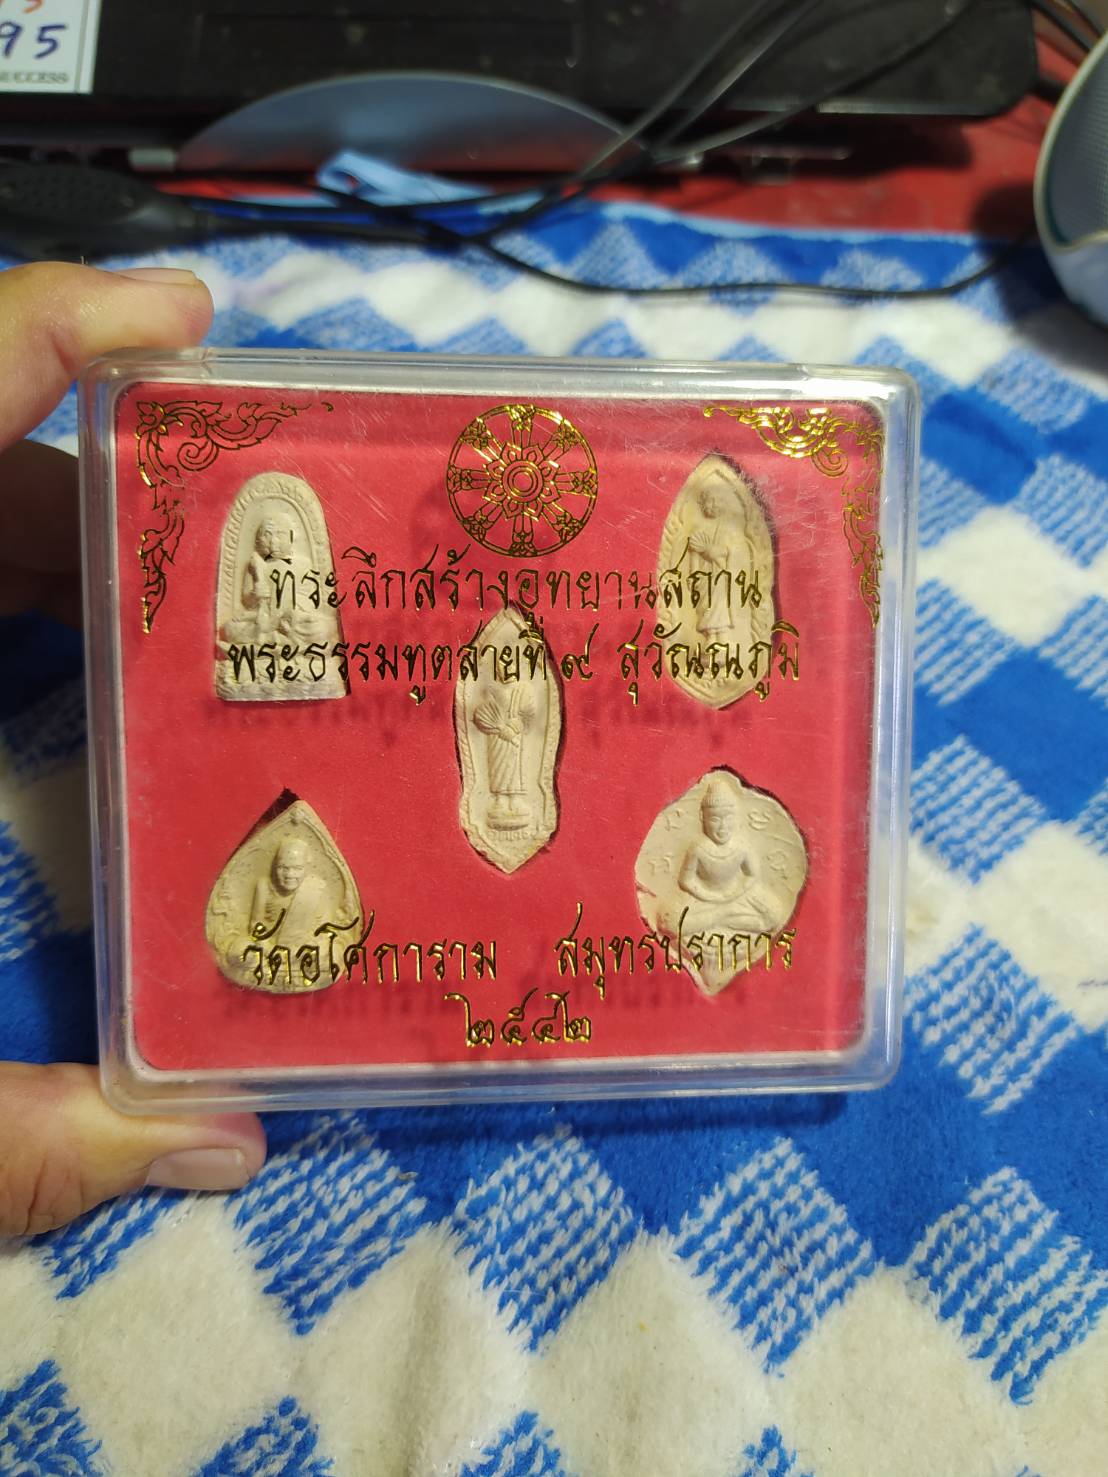 95
SUCCESS
ที่ระลึกสร้างอุทยานสถาน
พระธรรมทูตสายที่ ๙ สุวัณณภูมิ
วัดอโศการาม สมุทรปราการ
๒๕๔๒